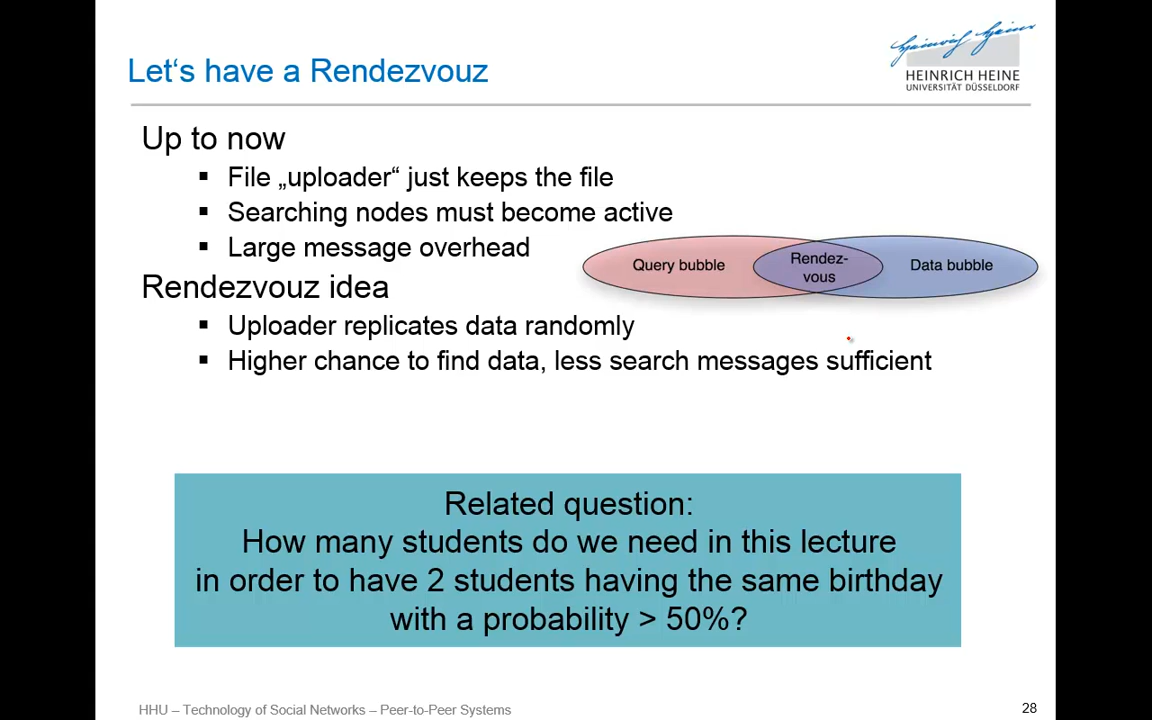 Let‘s have a Rendezvouz
Heinrich Heine
HEINRICH HEINE
UNIVERSITÄT DÜSSELDORF
Up to now
▪ File „uploader“ just keeps the file
▪ Searching nodes must become active
▪ Large message overhead
Query bubble
Rendez-
vous
Data bubble
Rendezvouz idea
▪ Uploader replicates data randomly
▪ Higher chance to find data, less search messages sufficient
Related question:
How many students do we need in this lecture
in order to have 2 students having the same birthday
with a probability > 50%?
HHU – Technology of Social Networks – Peer-to-Peer Systems
28